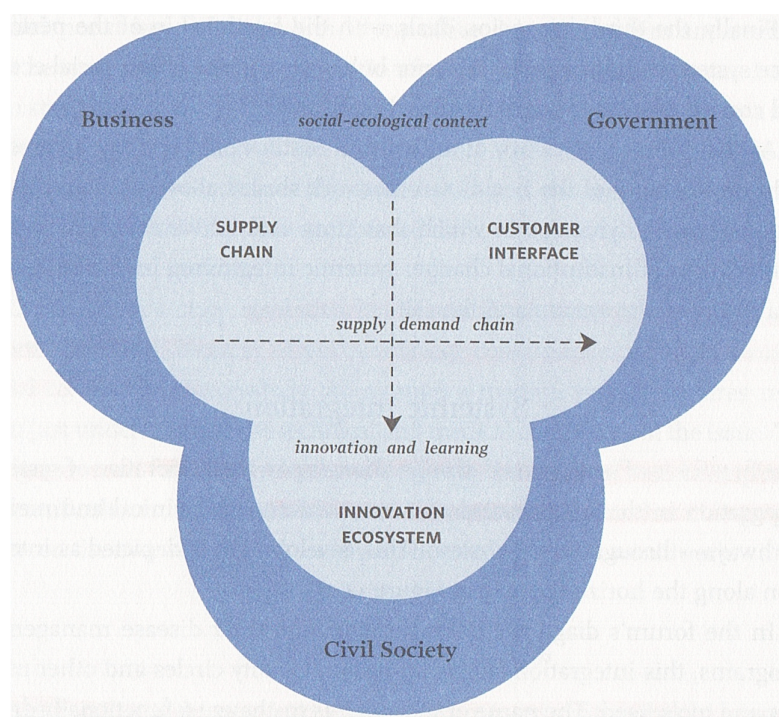 Business
social-ecological context
Government
SUPPLY
CHAIN
CUSTOMER
INTERFACE
supply demand chain
innovation and learning
INNOVATION
ECOSYSTEM
Civil Society